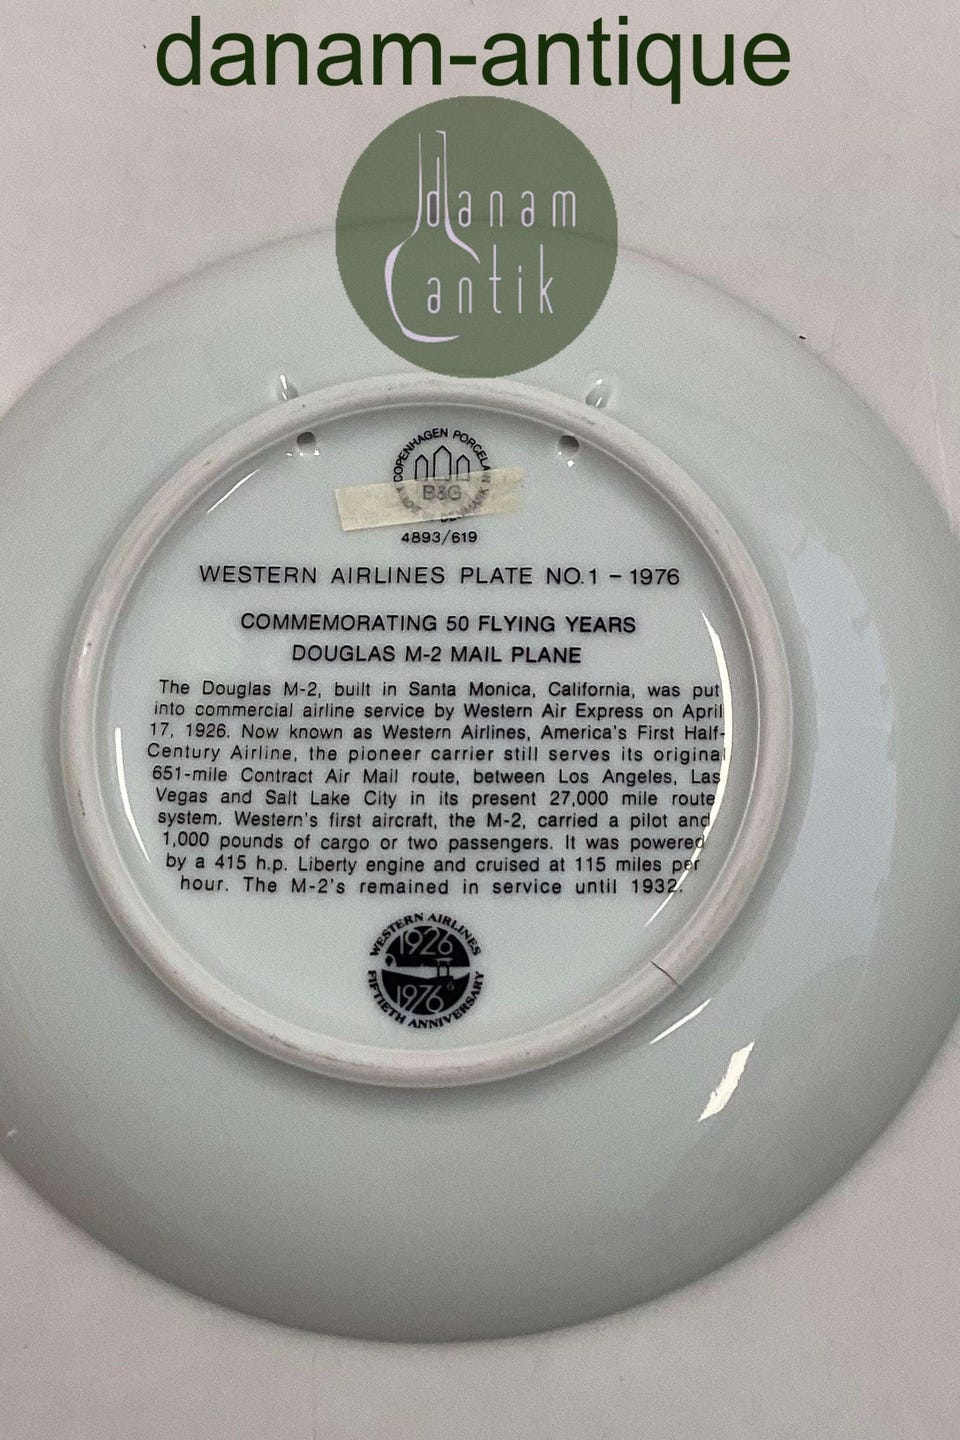 danam-antique
danam
antik
COPENHAGEN PORCELA
B&G
MADE IN DENMARK
4893/619
WESTERN AIRLINES PLATE NO.1 – 1976
COMMEMORATING 50 FLYING YEARS
DOUGLAS M-2 MAIL PLANE
The Douglas M-2, built in Santa Monica, California, was put
into commercial airline service by Western Air Express on April
17, 1926. Now known as Western Airlines, America's First Half-
Century Airline, the pioneer carrier still serves its original
651-mile Contract Air Mail route, between Los Angeles, Las
Vegas and Salt Lake City in its present 27,000 mile route
system. Western's first aircraft, the M-2, carried a pilot and
1,000 pounds of cargo or two passengers. It was powered
by a 415 h.p. Liberty engine and cruised at 115 miles per
hour. The M-2's remained in service until 1932.
WESTERN AIRLINES
1926
1976
FIFTIETH ANNIVERSARY